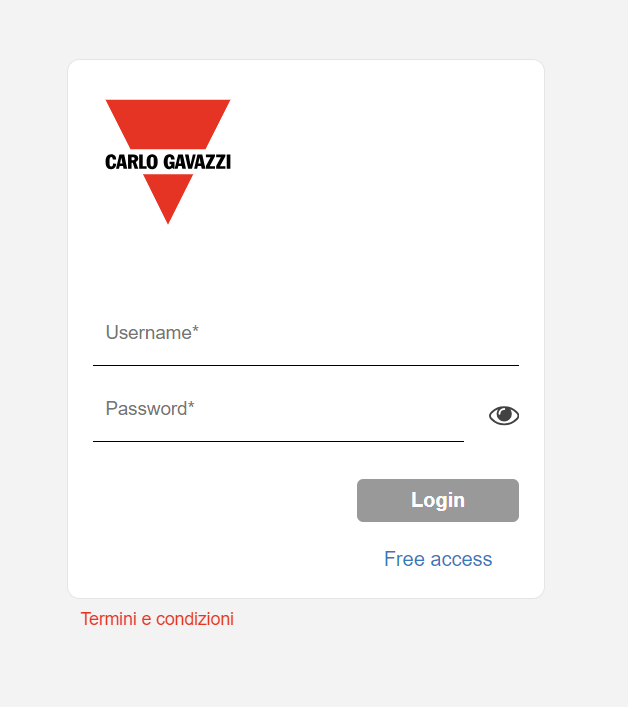 CARLO GAVAZZI
Username*
Password*
Login
Free access
Termini e condizioni